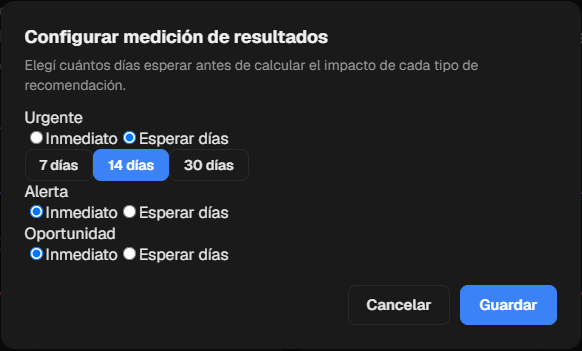 Configurar medición de resultados
Elegí cuántos días esperar antes de calcular el impacto de cada tipo de
recomendación.
Urgente
Inmediato Esperar días
7 días 14 días 30 días
Alerta
Inmediato Esperar días
Oportunidad
Inmediato Esperar días
Cancelar Guardar